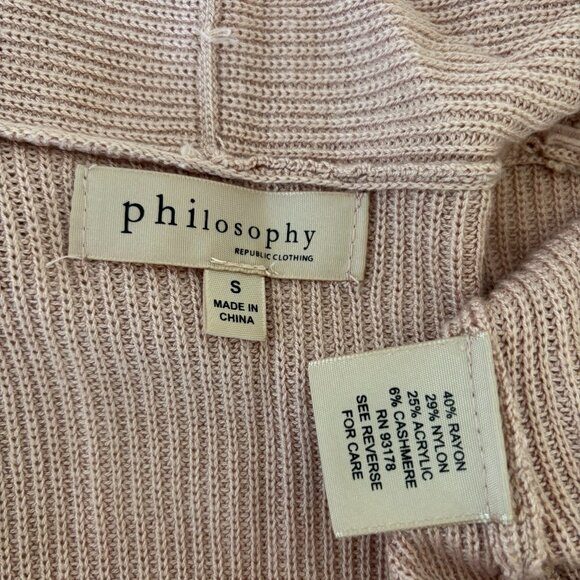 philosophy
REPUBLIC CLOTHING
S
MADE IN
CHINA
40% RAYON
29% NYLON
25% ACRYLIC
6% CASHMERE
RN 93178
SEE REVERSE
FOR CARE